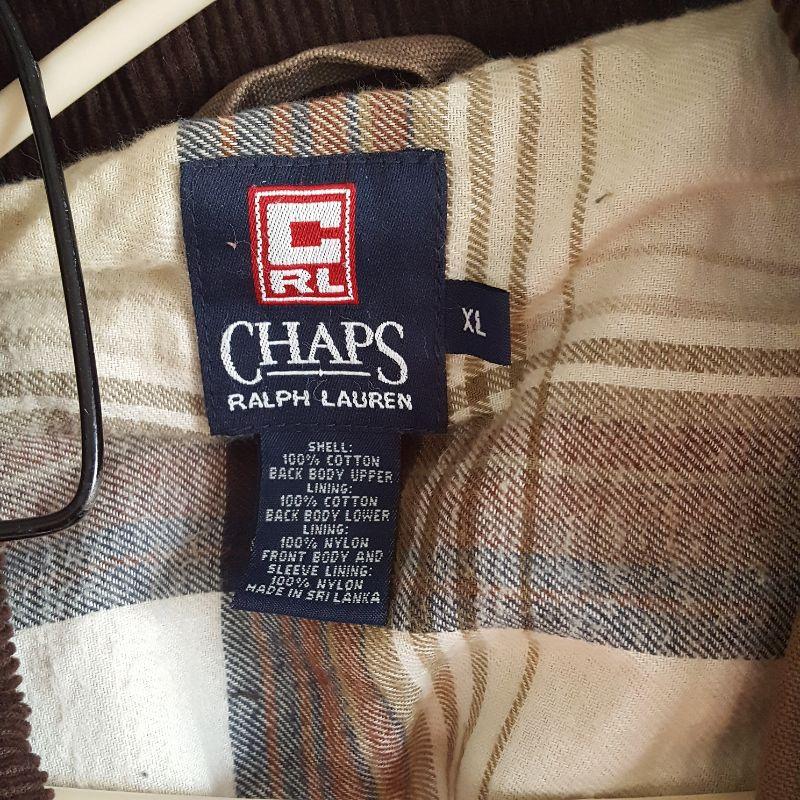 C
RL
CHAPS
RALPH LAUREN
XL
SHELL:
100% COTTON
BACK BODY UPPER
LINING:
100% COTTON
BACK BODY LOWER
LINING:
100% NYLON
FRONT BODY AND
SLEEVE LINING:
100% NYLON
MADE IN SRI LANKA